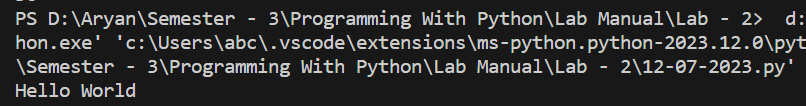 PS D:\Aryan\Semester - 3\Programming With Python\Lab Manual\Lab - 2>  d:
hon.exe' 'c:\Users\abc\.vscode\extensions\ms-python.python-2023.12.0\pyt
\Semester - 3\Programming With Python\Lab Manual\Lab - 2\12-07-2023.py'
Hello World